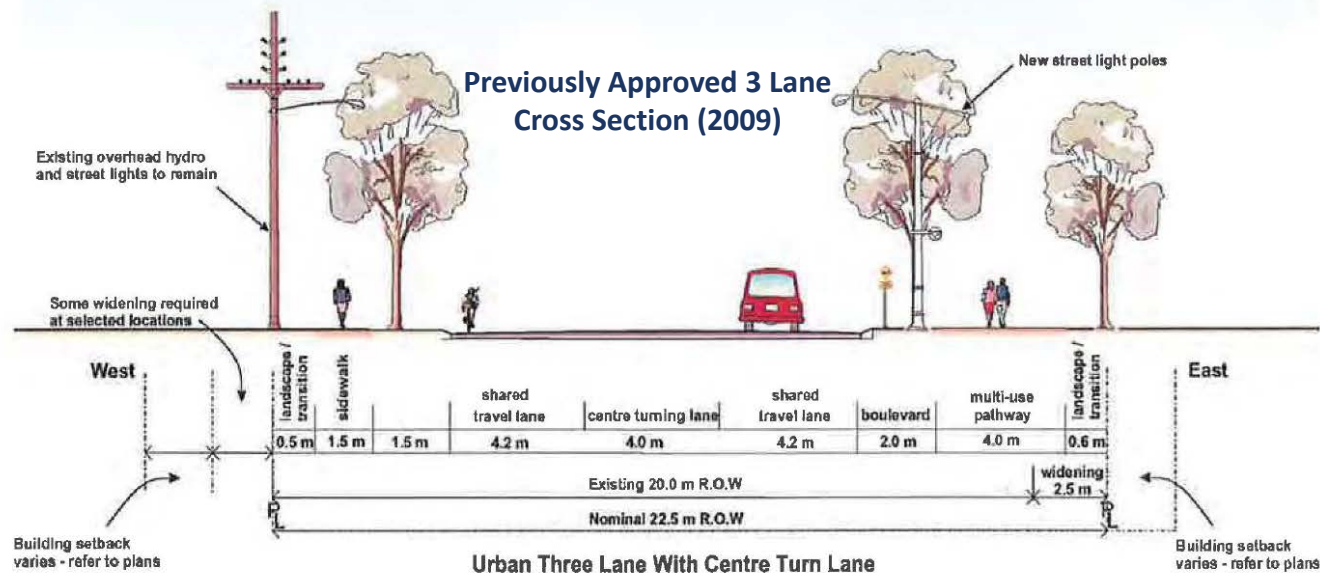 Previously Approved 3 Lane
Cross Section (2009)
New street light poles
Existing overhead hydro
and street lights to remain
Some widening required
at selected locations
West
East
landscape /
transition
sidewalk
shared
travel lane
centre turning lane
shared
travel lane
boulevard
multi-use
pathway
landscape /
transition
0.5 m
1.5 m
1.5 m
4.2 m
4.0 m
4.2 m
2.0 m
4.0 m
0.6 m
Existing 20.0 m R.O.W
widening
2.5 m
Nominal 22.5 m R.O.W
PL
PL
Building setback
varies - refer to plans
Urban Three Lane With Centre Turn Lane
Building setback
varies - refer to plans